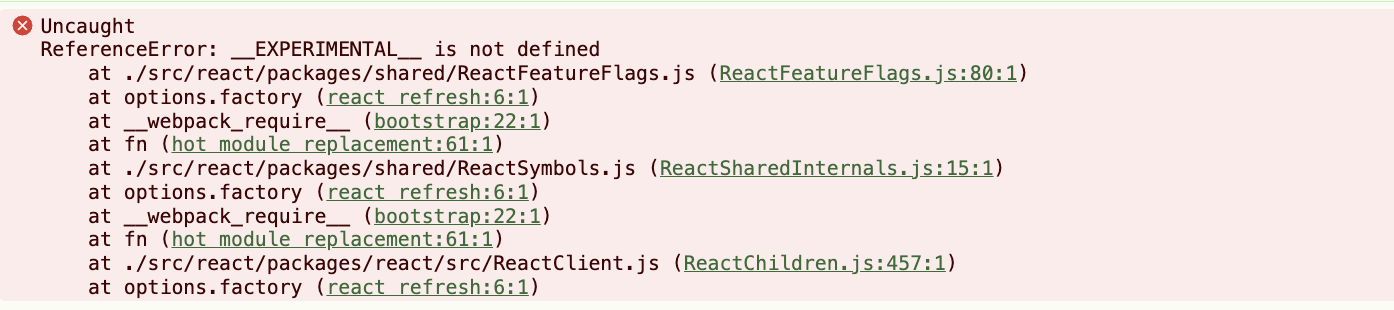 Uncaught
ReferenceError: __EXPERIMENTAL__ is not defined
at ./src/react/packages/shared/ReactFeatureFlags.js (ReactFeatureFlags.js:80:1)
at options.factory (react refresh:6:1)
at __webpack_require__ (bootstrap:22:1)
at fn (hot module replacement:61:1)
at ./src/react/packages/shared/ReactSymbols.js (ReactSharedInternals.js:15:1)
at options.factory (react refresh:6:1)
at __webpack_require__ (bootstrap:22:1)
at fn (hot module replacement:61:1)
at ./src/react/packages/react/src/ReactClient.js (ReactChildren.js:457:1)
at options.factory (react refresh:6:1)